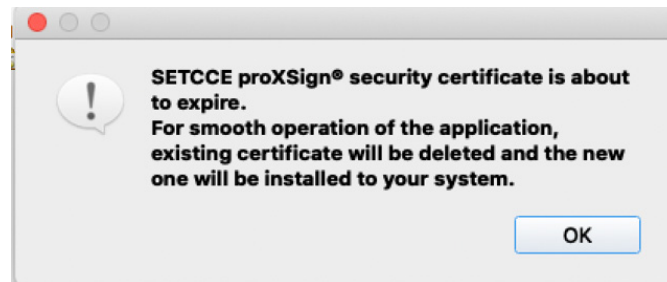 SETCCE proXSign® security certificate is about
to expire.
For smooth operation of the application,
existing certificate will be deleted and the new
one will be installed to your system.
OK